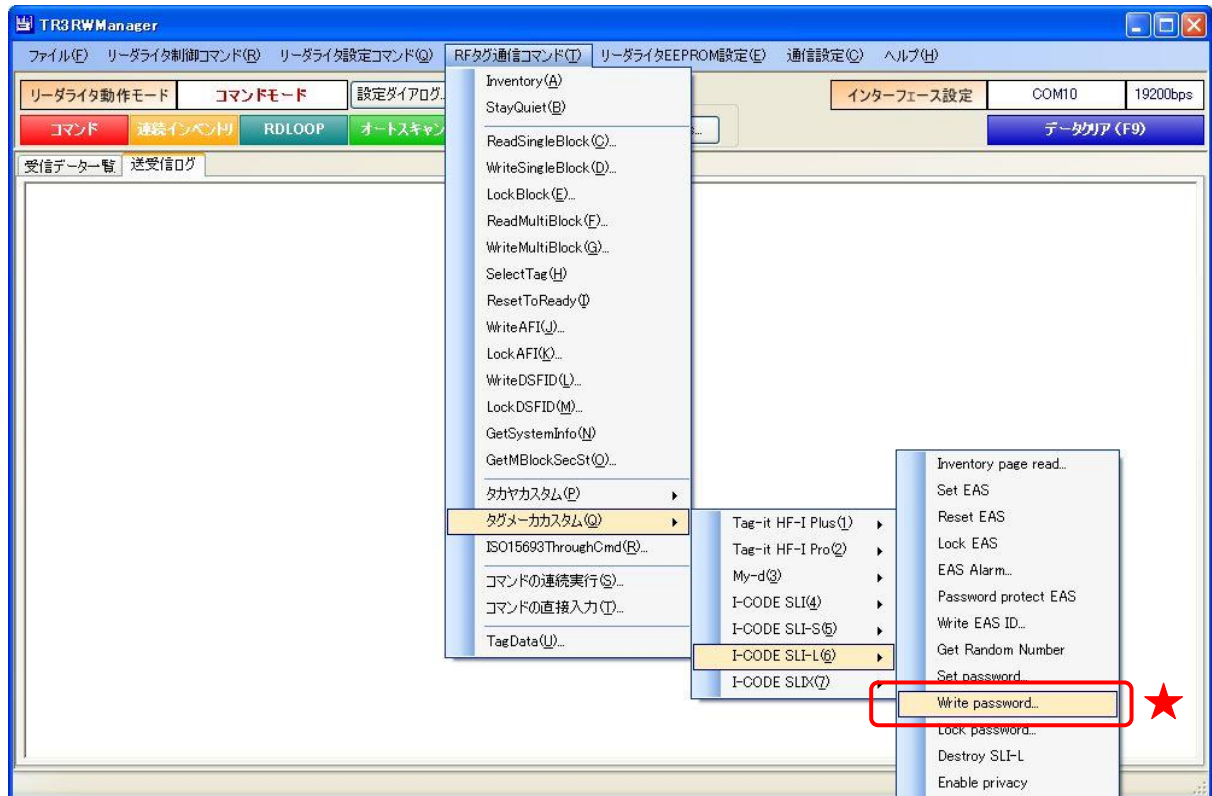 TR3RWManager
ファイル(F) リーダライタ制御コマンド(R) リーダライタ設定コマンド(Q) RFタグ通信コマンド(T) リーダライタEEPROM設定(E) 通信設定(C) ヘルプ(H)
リーダライタ動作モード コマンドモード 設定ダイアログ... インターフェース設定 COM10 19200bps
コマンド 連続インベントリ RDLOOP オートスキャン データクリア (F9)
受信データ一覧 送受信ログ
Inventory(A)
StayQuiet(B)
ReadSingleBlock(C)...
WriteSingleBlock(D)...
LockBlock(E)...
ReadMultiBlock(F)...
WriteMultiBlock(G)...
SelectTag(H)
ResetToReady(I)
WriteAFI(J)...
LockAFI(K)...
WriteDSFID(L)...
LockDSFID(M)...
GetSystemInfo(N)
GetMBlockSecSt(O)...
タカヤカスタム(P)
タグメーカカスタム(Q)
ISO15693ThroughCmd(R)...
コマンドの連続実行(S)...
コマンドの直接入力(T)...
TagData(U)...
Tag-it HF-I Plus(1)
Tag-it HF-I Pro(2)
My-d(3)
I-CODE SLI(4)
I-CODE SLI-S(5)
I-CODE SLI-L(6)
I-CODE SLIX(7)
Inventory page read...
Set EAS
Reset EAS
Lock EAS
EAS Alarm...
Password protect EAS
Write EAS ID...
Get Random Number
Set password...
Write password...
Lock password...
Destroy SLI-L
Enable privacy